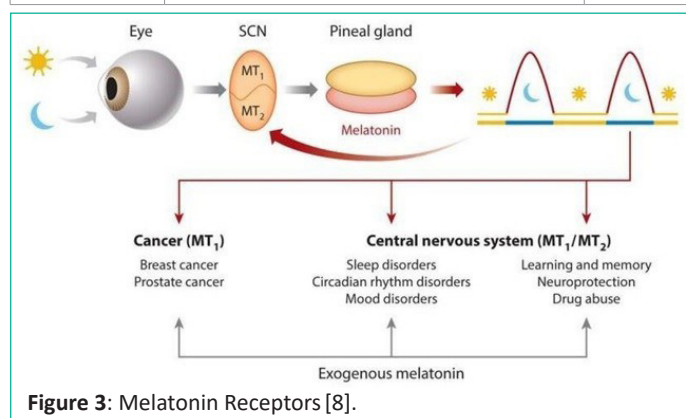 Eye
SCN
Pineal gland
MT1
MT2
Melatonin
Cancer (MT1)
Breast cancer
Prostate cancer
Central nervous system (MT1/MT2)
Sleep disorders
Circadian rhythm disorders
Mood disorders
Learning and memory
Neuroprotection
Drug abuse
Exogenous melatonin
Figure 3: Melatonin Receptors [8].